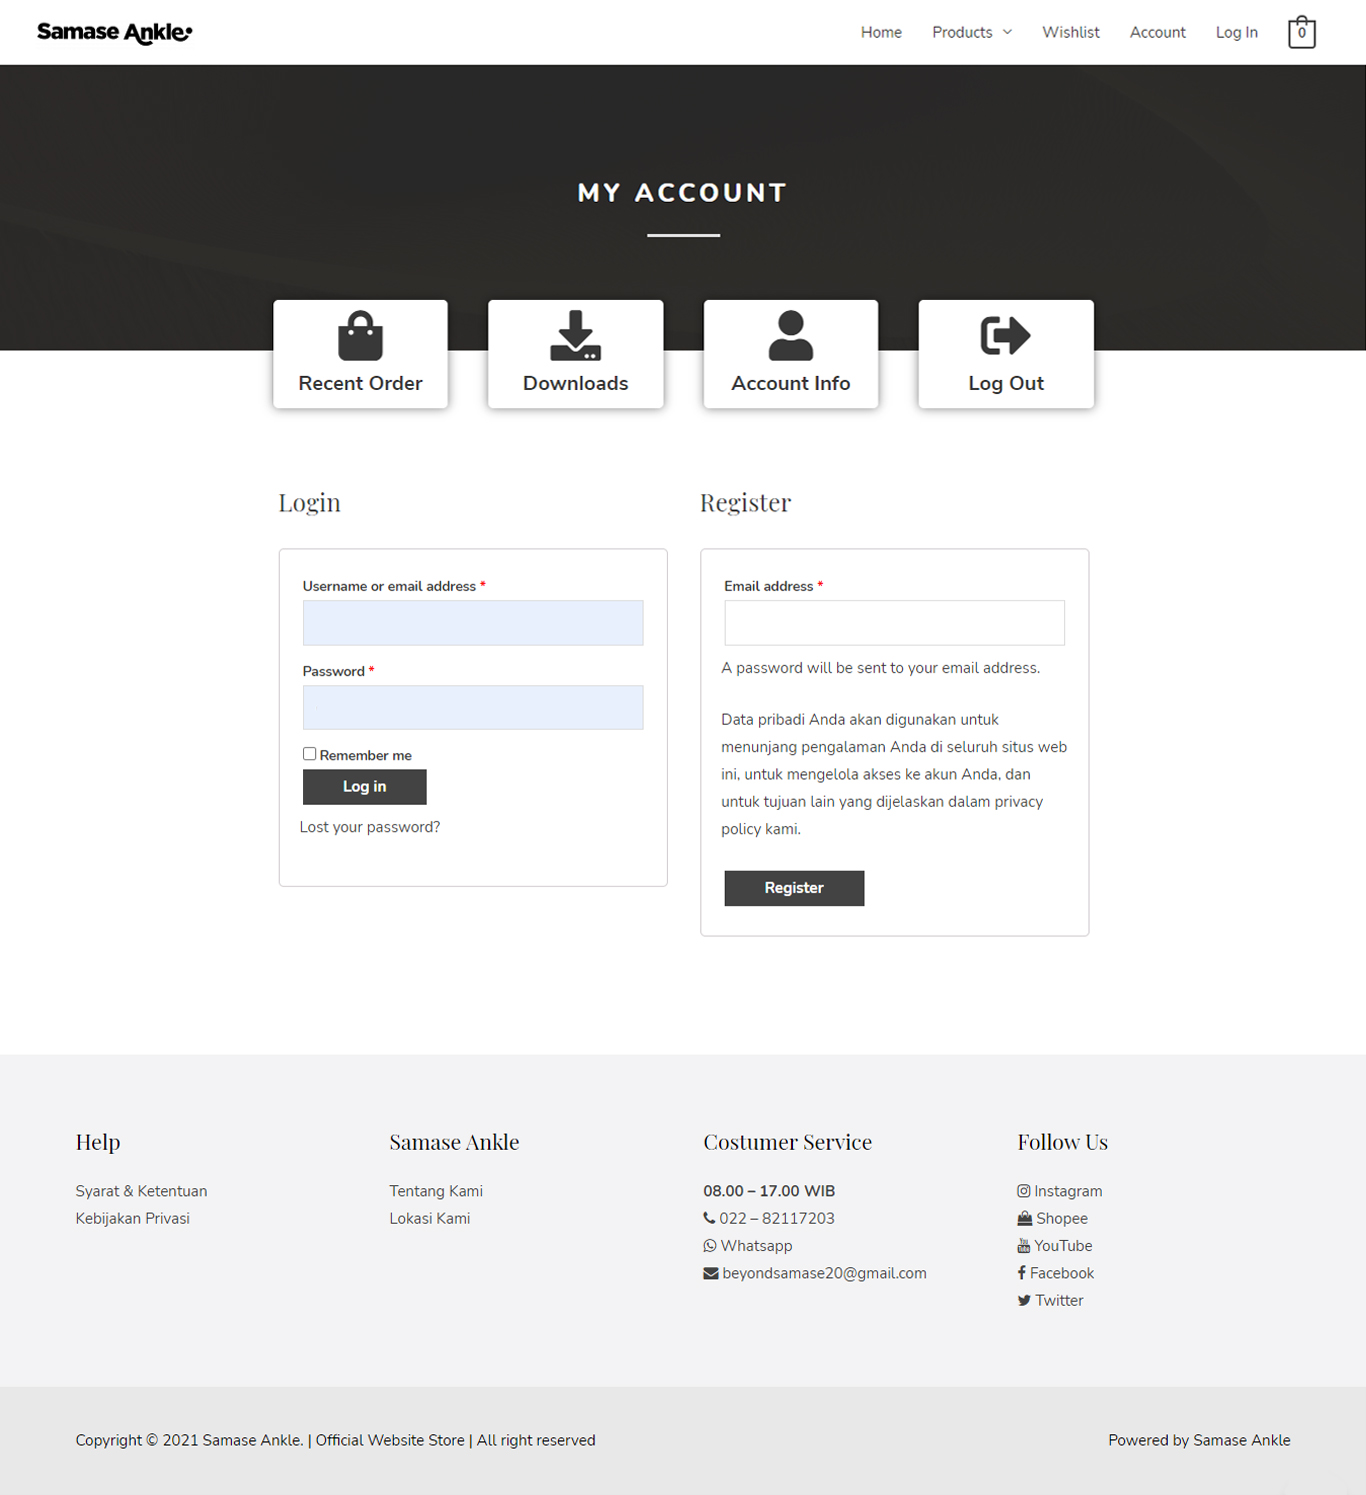 Samase Ankle
Home Products Wishlist Account Log In 0
MY ACCOUNT
Recent Order Downloads Account Info Log Out
Login
Username or email address *
Password *
Remember me
Log in
Lost your password?
Register
Email address *
A password will be sent to your email address.
Data pribadi Anda akan digunakan untuk
menunjang pengalaman Anda di seluruh situs web
ini, untuk mengelola akses ke akun Anda, dan
untuk tujuan lain yang dijelaskan dalam privacy
policy kami.
Register
Help
Syarat & Ketentuan
Kebijakan Privasi
Samase Ankle
Tentang Kami
Lokasi Kami
Costumer Service
08.00 – 17.00 WIB
022 – 82117203
Whatsapp
beyondsamase20@gmail.com
Follow Us
Instagram
Shopee
YouTube
Facebook
Twitter
Copyright © 2021 Samase Ankle. | Official Website Store | All right reserved
Powered by Samase Ankle